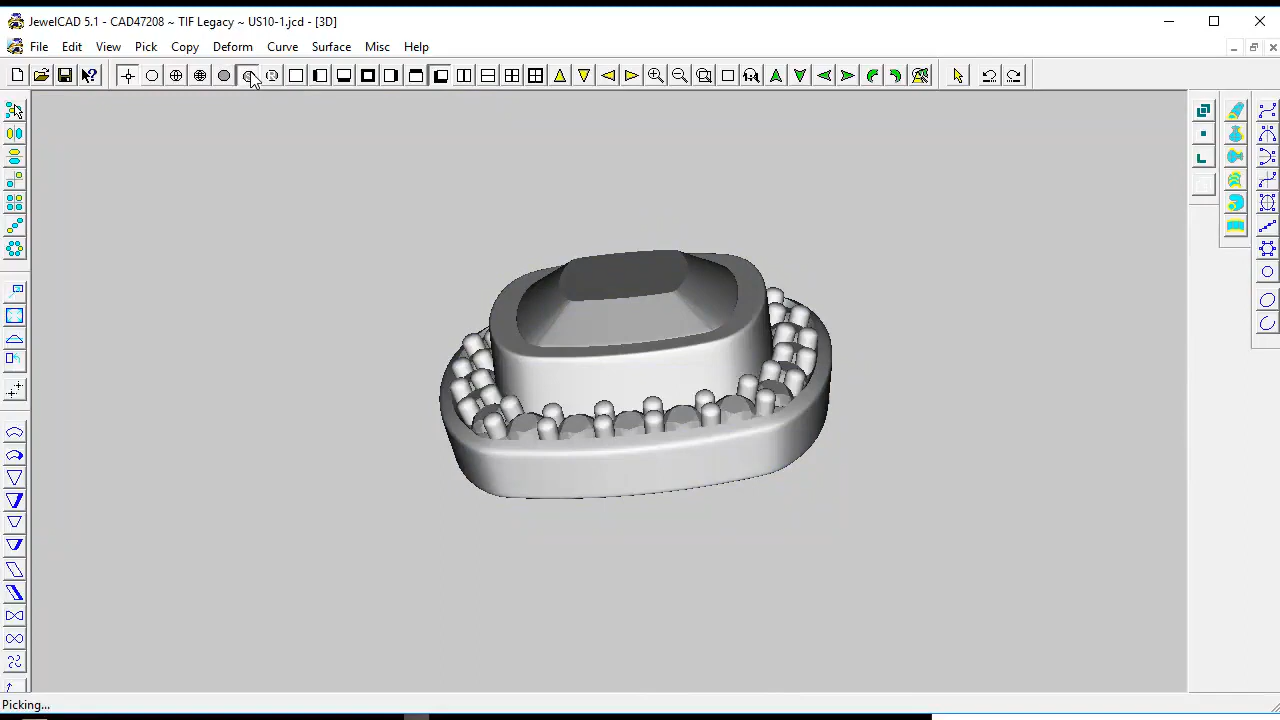 JewelCAD 5.1 - CAD47208 ~ TIF Legacy ~ US10-1.jcd - [3D]
File Edit View Pick Copy Deform Curve Surface Misc Help
Picking...